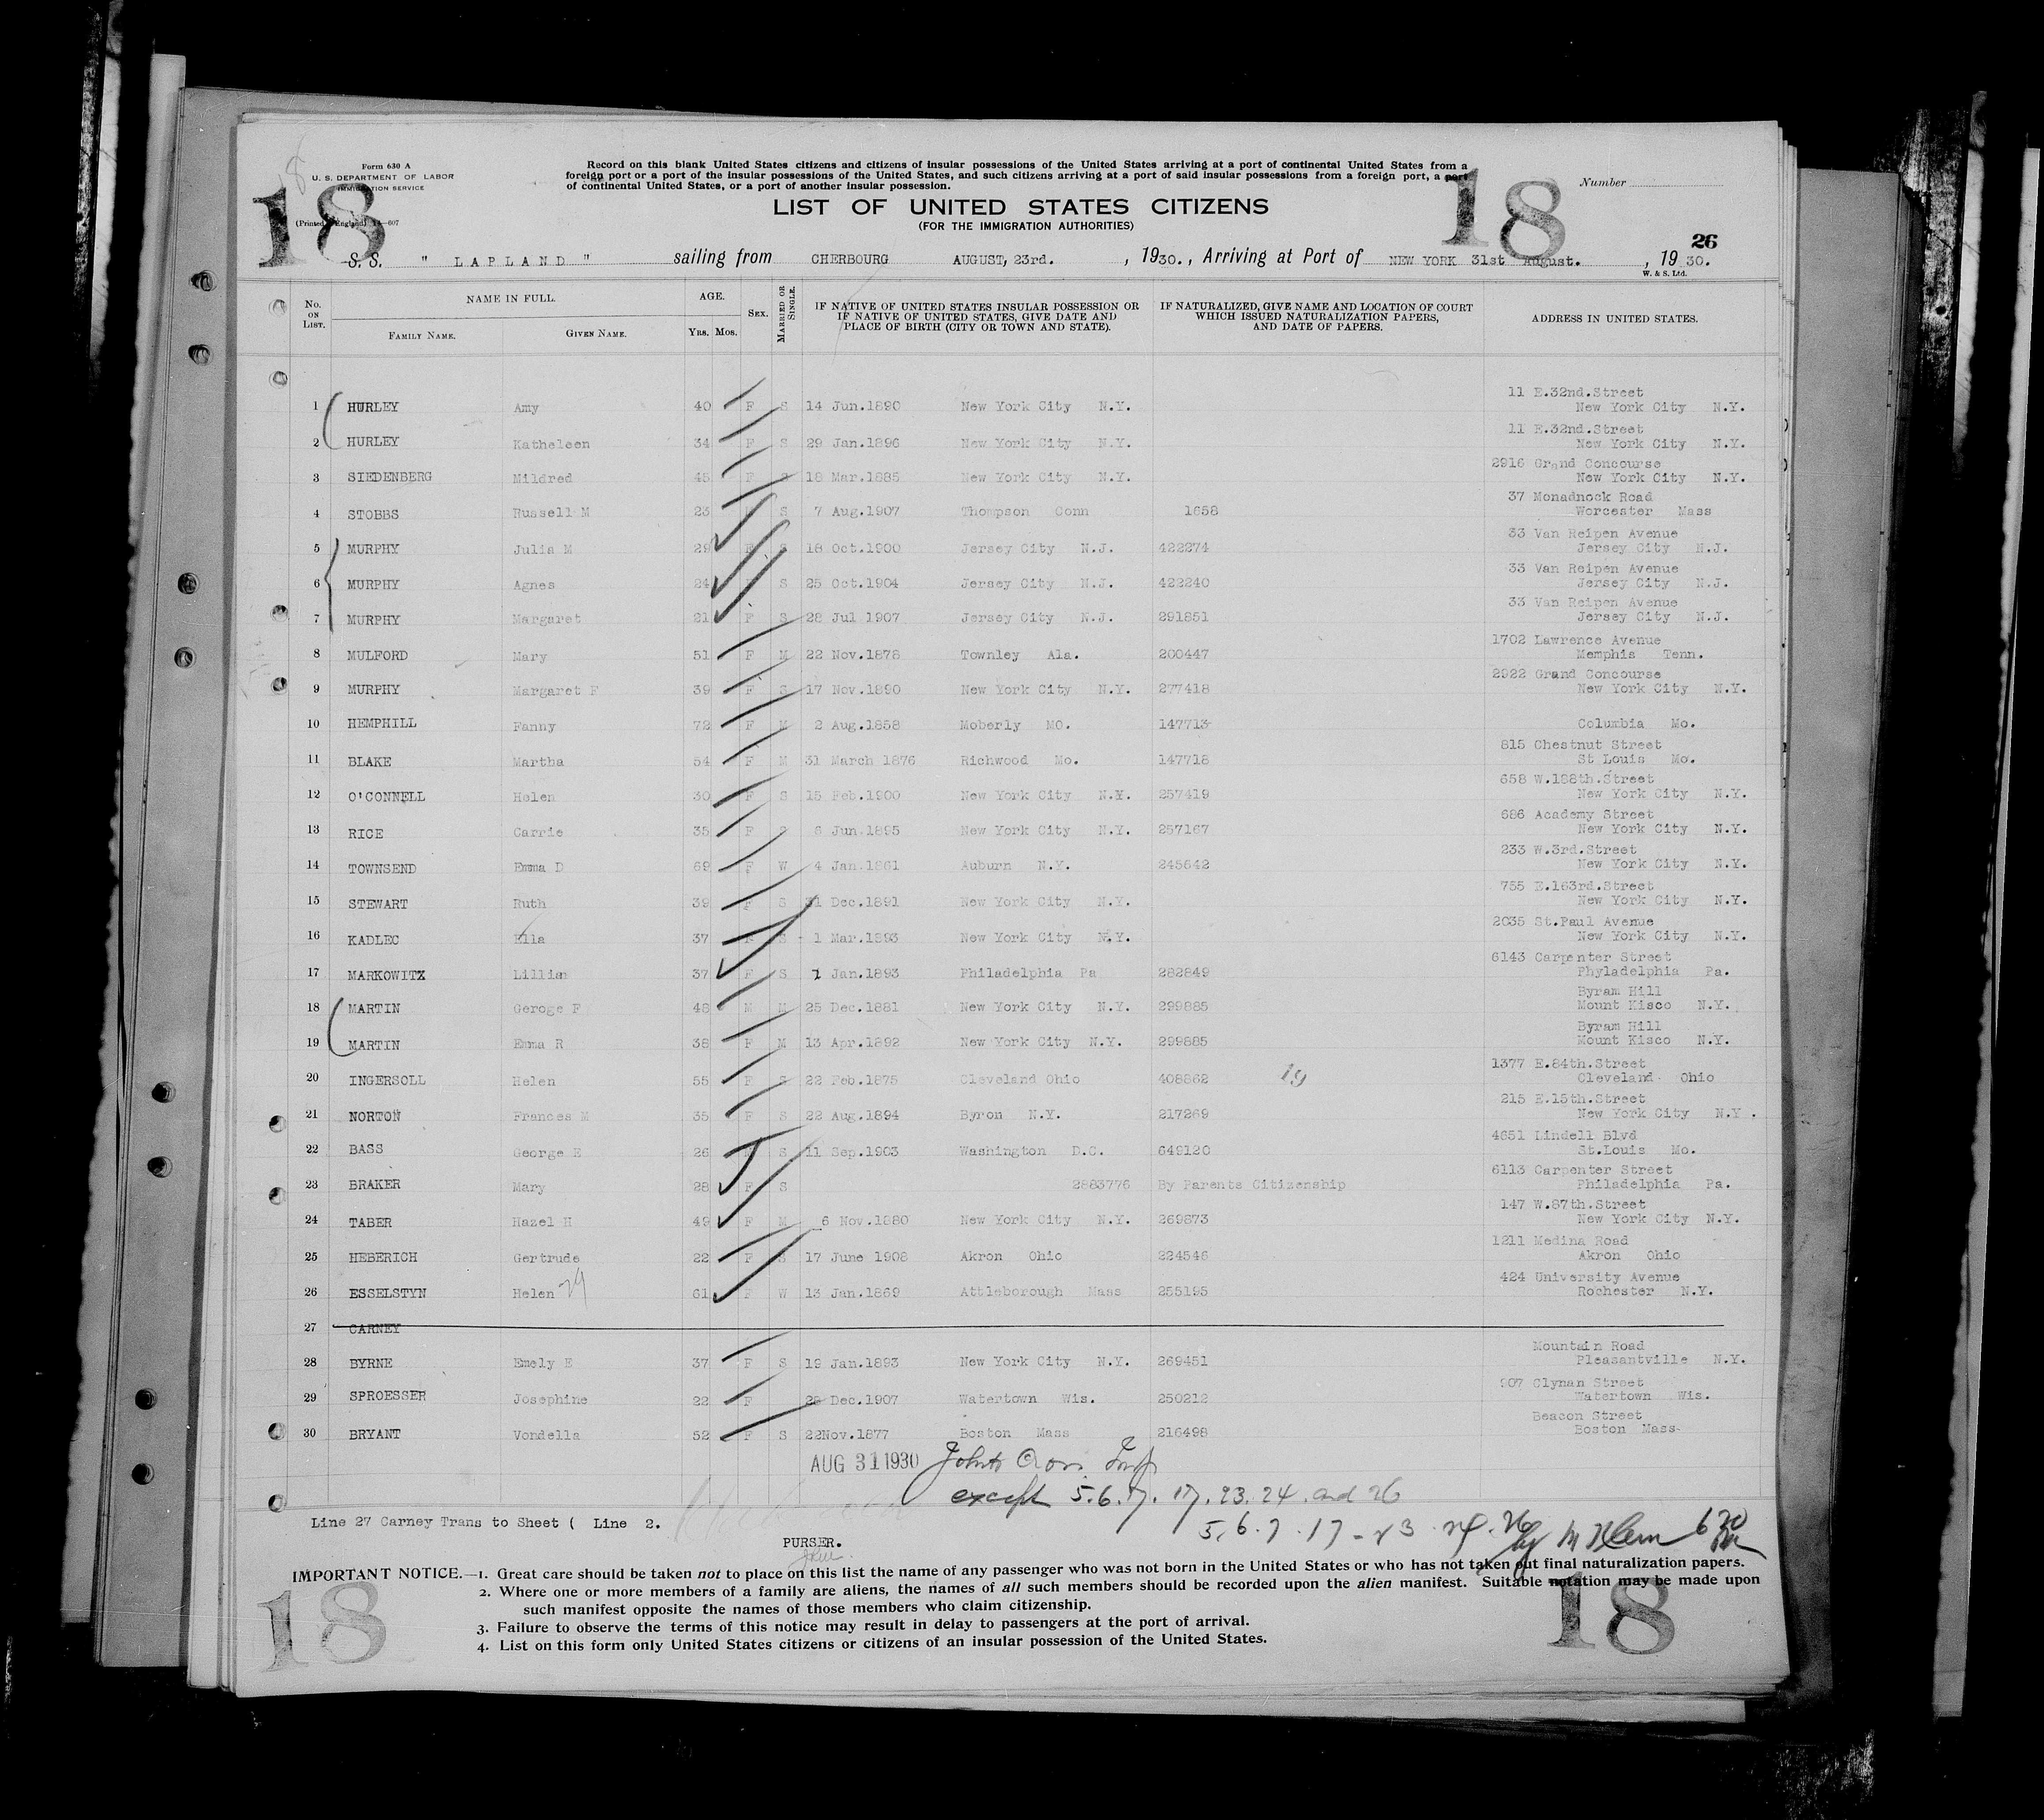 18
Form 630 A
U. S. DEPARTMENT OF LABOR
IMMIGRATION SERVICE
(Printed in England)
18
Record on this blank United States citizens and citizens of insular possessions of the United States arriving at a port of continental United States from a
foreign port or a port of the insular possessions of the United States, and such citizens arriving at a port of said insular possessions from a foreign port, a port
of continental United States, or a port of another insular possession.
18
Number
LIST OF UNITED STATES CITIZENS
(FOR THE IMMIGRATION AUTHORITIES)
26
S.S. " LAPLAND " sailing from CHERBOURG AUGUST, 23rd. , 1930. , Arriving at Port of NEW YORK 31st August. , 1930.
W. & S. Ltd.
No. ON LIST. NAME IN FULL. FAMILY NAME. GIVEN NAME. AGE. Yrs. Mos. SEX. MARRIED OR SINGLE. IF NATIVE OF UNITED STATES INSULAR POSSESSION OR IF NATIVE OF UNITED STATES, GIVE DATE AND PLACE OF BIRTH (CITY OR TOWN AND STATE). IF NATURALIZED, GIVE NAME AND LOCATION OF COURT WHICH ISSUED NATURALIZATION PAPERS, AND DATE OF PAPERS. ADDRESS IN UNITED STATES.
1 HURLEY Amy 40 F S 14 Jun.1890 New York City N.Y. 11 E.32nd.Street New York City N.Y.
2 HURLEY Katheleen 34 F S 29 Jan.1896 New York City N.Y. 11 E.32nd.Street New York City N.Y.
3 SIEDENBERG Mildred 45 F S 18 Mar.1885 New York City N.Y. 2916 Grand Concourse New York City N.Y.
4 STOBBS Russell M 23 S 7 Aug.1907 Thompson Conn 1658 37 Monadnock Road Worcester Mass
5 MURPHY Julia M 29 F S 18 Oct.1900 Jersey City N.J. 422274 33 Van Reipen Avenue Jersey City N.J.
6 MURPHY Agnes 24 S 25 Oct.1904 Jersey City N.J. 422240 33 Van Reipen Avenue Jersey City N.J.
7 MURPHY Margaret 21 F S 28 Jul 1907 Jersey City N.J. 291851 33 Van Reipen Avenue Jersey City N.J.
8 MULFORD Mary 51 F M 22 Nov.1878 Townley Ala. 200447 1702 Lawrence Avenue Memphis Tenn.
9 MURPHY Margaret F 39 F S 17 Nov.1890 New York City N.Y. 277418 2922 Grand Concourse New York City N.Y.
10 HEMPHILL Fanny 72 F M 2 Aug.1858 Moberly MO. 147713 Columbia Mo.
11 BLAKE Martha 54 F M 31 March 1876 Richwood Mo. 147718 815 Chestnut Street St Louis Mo.
12 O'CONNELL Helen 30 F S 15 Feb.1900 New York City N.Y. 257419 658 W.188th.Street New York City N.Y.
13 RICE Carrie 35 F S 6 Jun.1895 New York City N.Y. 257167 686 Academy Street New York City N.Y.
14 TOWNSEND Emma D 69 F W 4 Jan.1861 Auburn N.Y. 245642 233 W.3rd.Street New York City N.Y.
15 STEWART Ruth 39 F S 31 Dec.1891 New York City N.Y. 755 E.163rd.Street New York City N.Y.
16 KADLEC Ella 37 F S 1 Mar.1893 New York City N.Y. 2035 St.Paul Avenue New York City N.Y.
17 MARKOWITZ Lillian 37 F S 1 Jan.1893 Philadelphia Pa 282849 6143 Carpenter Street Phyladelphia Pa.
18 MARTIN Geroge F 48 M M 25 Dec.1881 New York City N.Y. 299885 Byram Hill Mount Kisco N.Y.
19 MARTIN Emma R 38 F M 13 Apr.1892 New York City N.Y. 299885 Byram Hill Mount Kisco N.Y.
20 INGERSOLL Helen 55 F S 22 Feb.1875 Cleveland Ohio 408862 19 1377 E.84th.Street Cleveland Ohio
21 NORTON Frances M 35 F S 22 Aug.1894 Byron N.Y. 217269 215 E.15th.Street New York City N.Y.
22 BASS George E 26 S 11 Sep.1903 Washington D.C. 649120 4651 Lindell Blvd St.Louis Mo.
23 BRAKER Mary 28 F S 2883776 By Parents Citizenship 6113 Carpenter Street Philadelphia Pa.
24 TABER Hazel H 49 F M 6 Nov.1880 New York City N.Y. 269873 147 W.87th.Street New York City N.Y.
25 HEBERICH Gertrude 22 F S 17 June 1908 Akron Ohio 224546 1211 Medina Road Akron Ohio
26 ESSELSTYN Helen 61 F W 13 Jan.1869 Attleborough Mass 255195 424 University Avenue Rochester N.Y.
27 CARNEY
28 BYRNE Emely E 37 F S 19 Jan.1893 New York City N.Y. 269451 Mountain Road Pleasantville N.Y.
29 SPROESSER Josephine 22 F 28 Dec.1907 Watertown Wis. 250212 907 Clynan Street Watertown Wis.
30 BRYANT Vondella 52 F S 22Nov.1877 Boston Mass 216498 Beacon Street Boston Mass
AUG 31 1930
except 5.6.7. 17. 23. 24. and 26
Line 27 Carney Trans to Sheet ( Line 2.
5. 6. 7. 17 - 23. 24. 26
PURSER.
IMPORTANT NOTICE.—1. Great care should be taken not to place on this list the name of any passenger who was not born in the United States or who has not taken out final naturalization papers.
2. Where one or more members of a family are aliens, the names of all such members should be recorded upon the alien manifest. Suitable notation may be made upon
such manifest opposite the names of those members who claim citizenship.
3. Failure to observe the terms of this notice may result in delay to passengers at the port of arrival.
4. List on this form only United States citizens or citizens of an insular possession of the United States.
18
18